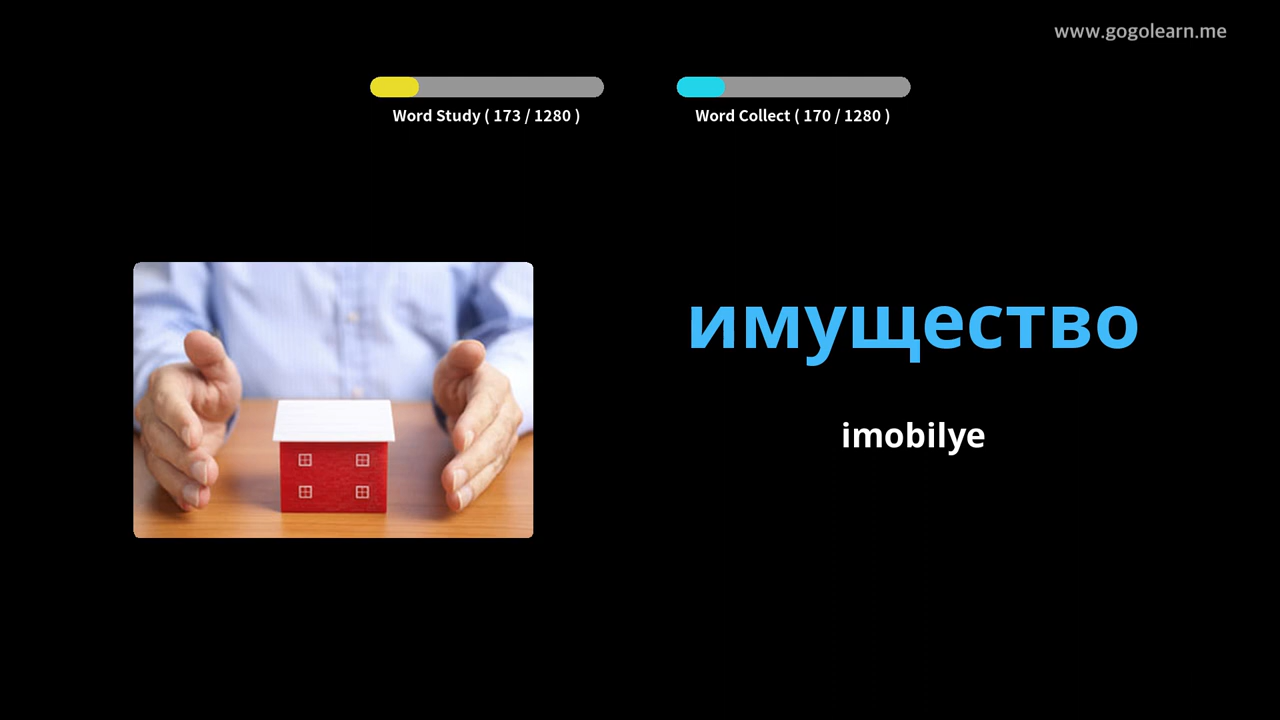 www.gogolearn.me
Word Study ( 173 / 1280 )
Word Collect ( 170 / 1280 )
имущество
imobilye